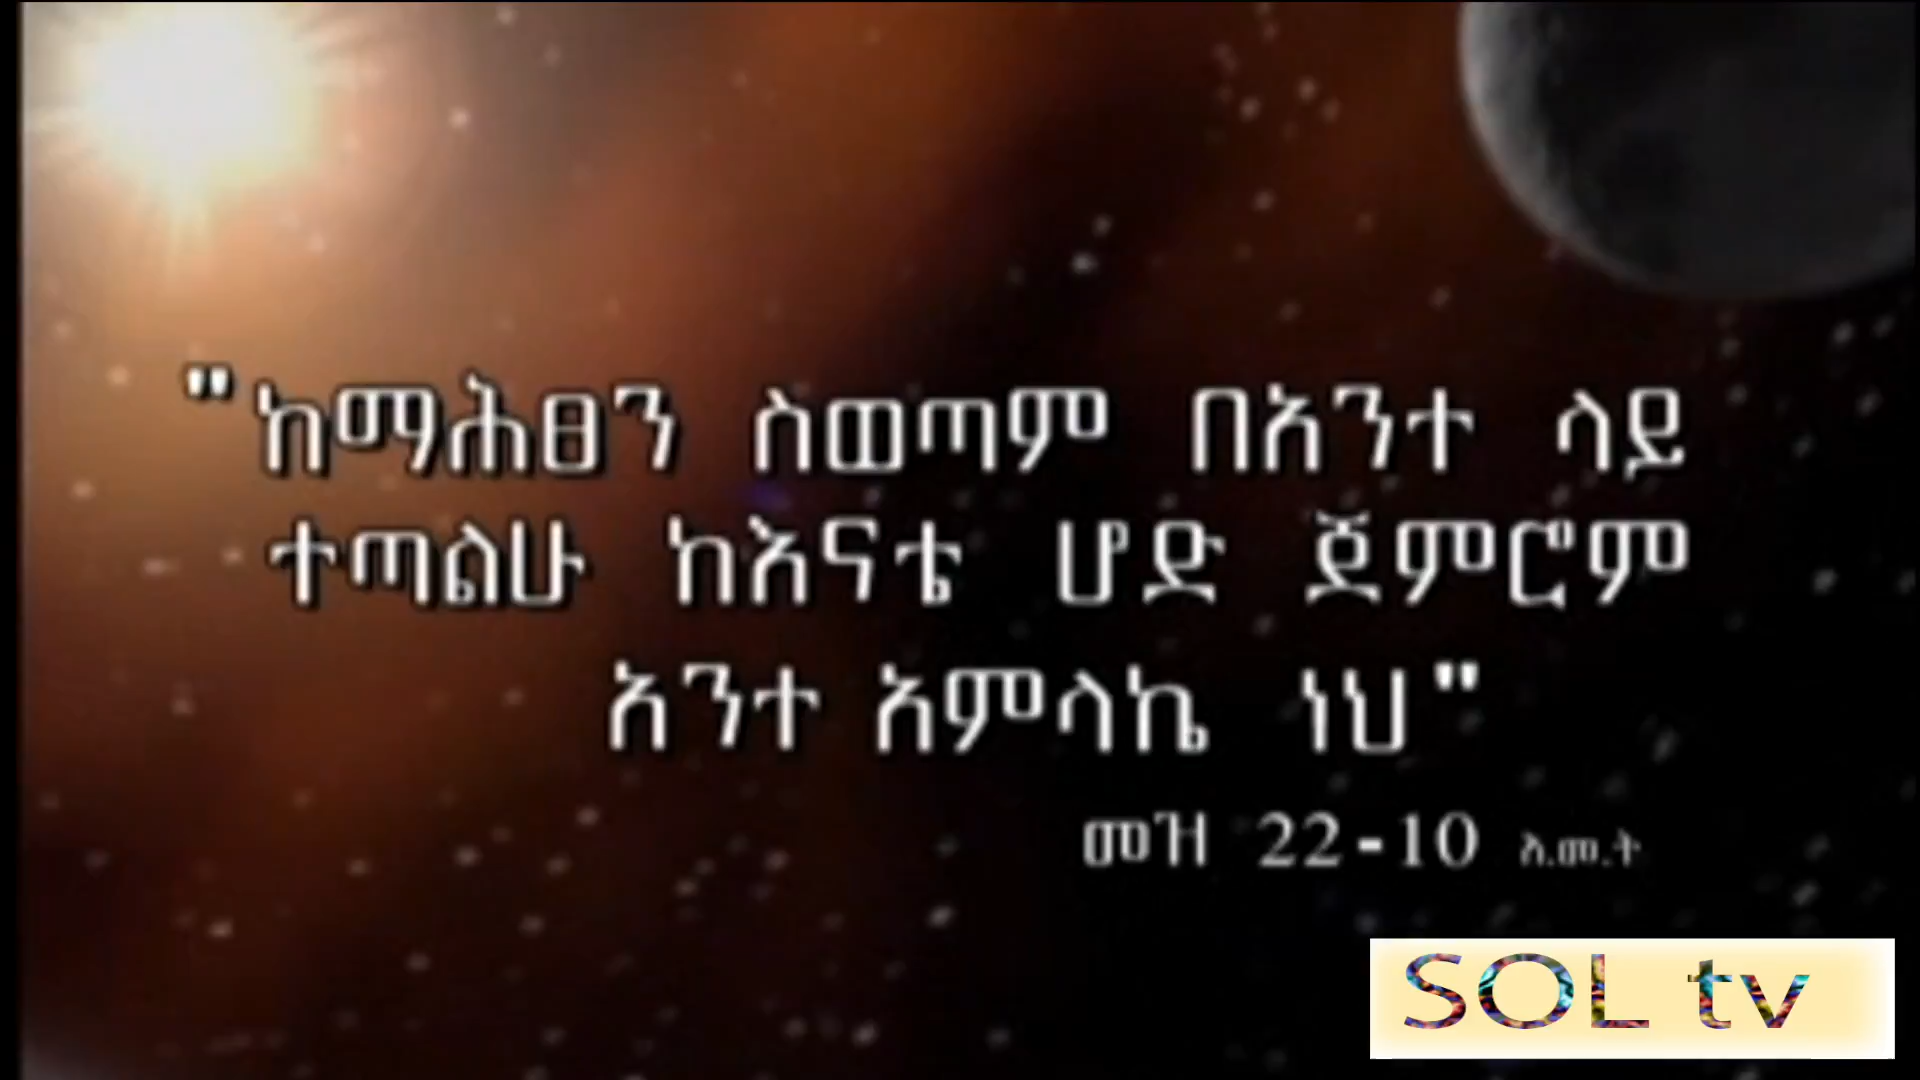 "ከማሕፀን ስወጣም በአንተ ላይ
ተጣልሁ ከእናቴ ሆድ ጀምሮም
አንተ አምላኬ ነህ"
መዝ 22-10 አ.መ.ት
SOL tv